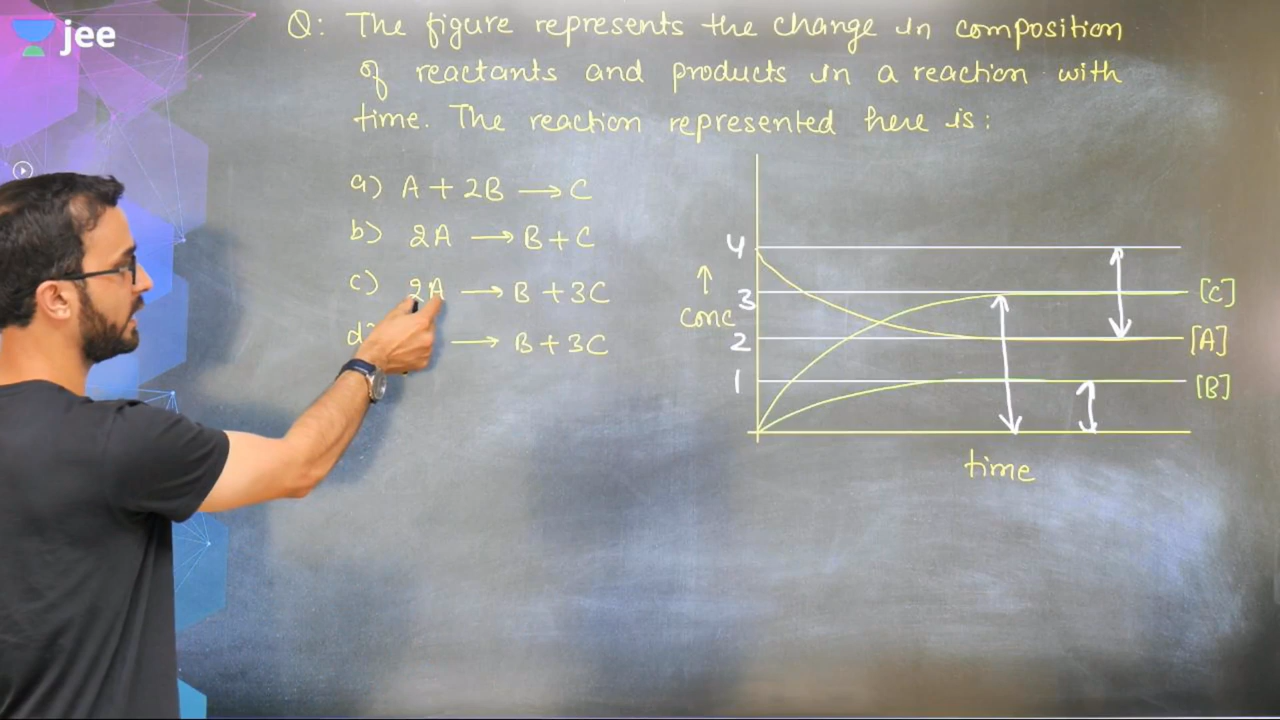 jee
Q: The figure represents the change in composition
of reactants and products in a reaction with
time. The reaction represented here is:
a) A + 2B → C
b) 2A → B + C
c) 2A → B + 3C
d) → B + 3C
4
3
2
1
↑
conc
[C]
[A]
[B]
time